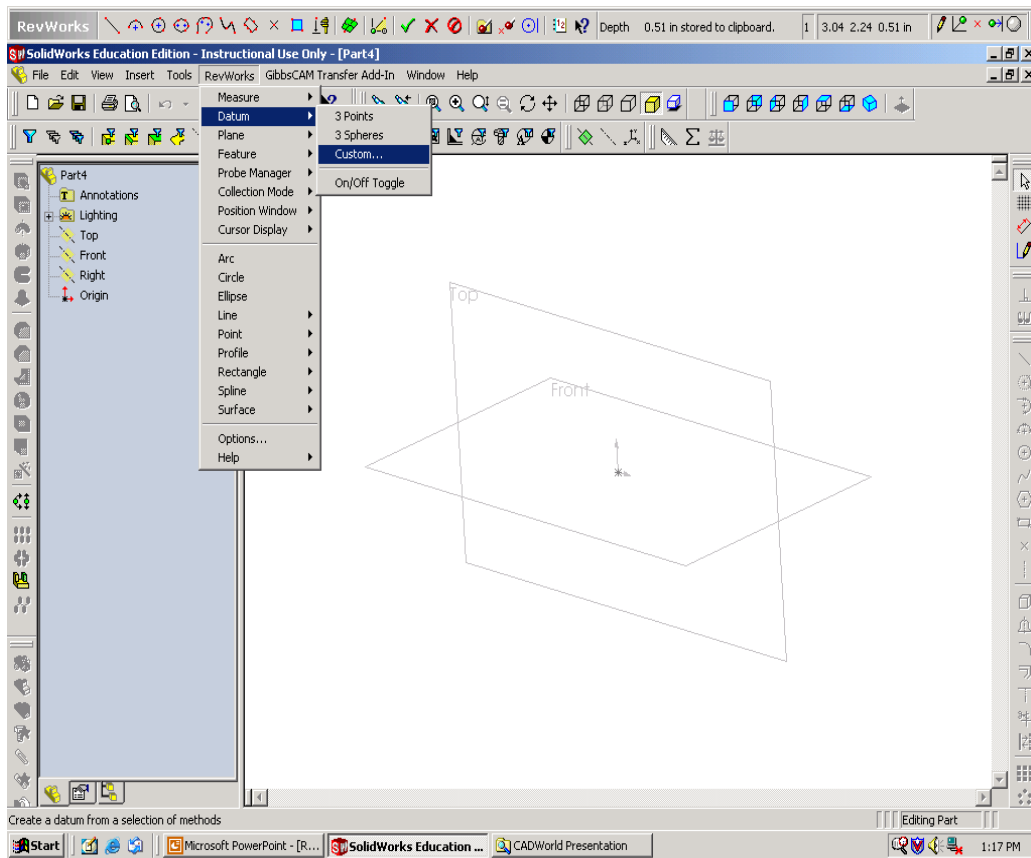 RevWorks Depth 0.51 in stored to clipboard. 1 3.04 2.24 0.51 in
SolidWorks Education Edition - Instructional Use Only - [Part4]
File Edit View Insert Tools RevWorks GibbsCAM Transfer Add-In Window Help
Measure
Datum
Plane
Feature
Probe Manager
Collection Mode
Position Window
Cursor Display
Arc
Circle
Ellipse
Line
Point
Profile
Rectangle
Spline
Surface
Options...
Help
3 Points
3 Spheres
Custom...
On/Off Toggle
Part4
Annotations
Lighting
Top
Front
Right
Origin
Top
Front
Create a datum from a selection of methods Editing Part
Start Microsoft PowerPoint - [R... SolidWorks Education ... CADWorld Presentation 1:17 PM